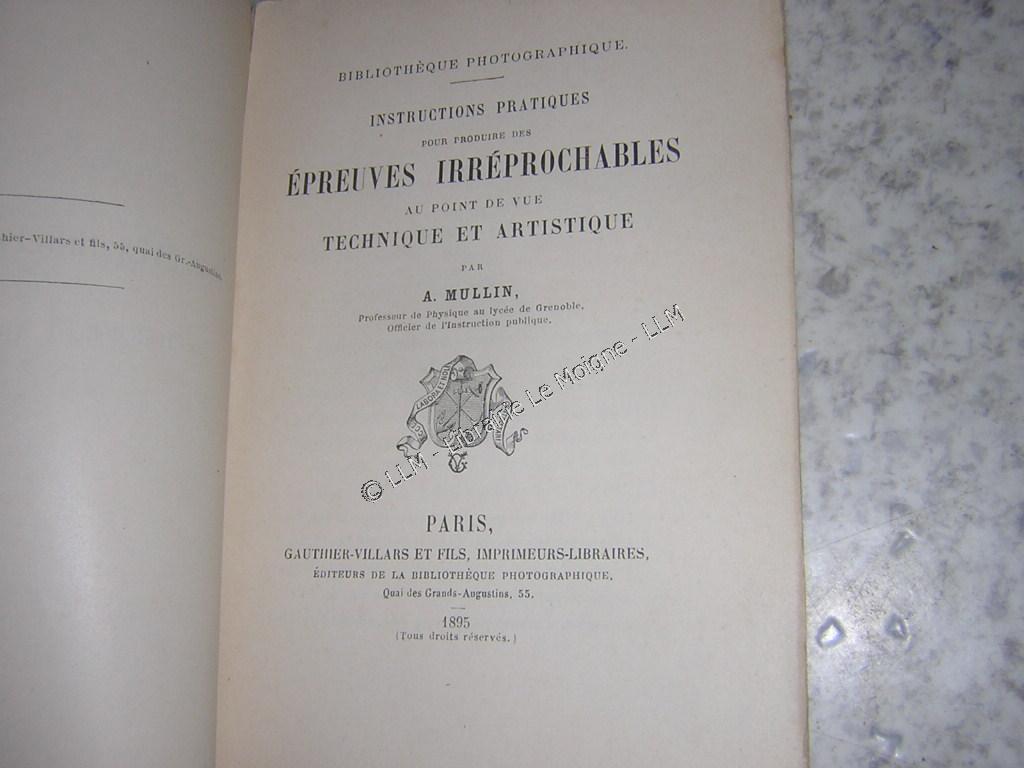 hier-Villars et fils, 55, quai des Gr.-Augustins.
BIBLIOTHÈQUE PHOTOGRAPHIQUE.
INSTRUCTIONS PRATIQUES
POUR PRODUIRE DES
ÉPREUVES IRRÉPROCHABLES
AU POINT DE VUE
TECHNIQUE ET ARTISTIQUE
PAR
A. MULLIN,
Professeur de Physique au lycée de Grenoble,
Officier de l'Instruction publique.
LABORA ET
© LLM - Librairie Le Moigne - LLM
PARIS,
GAUTHIER-VILLARS ET FILS, IMPRIMEURS-LIBRAIRES,
ÉDITEURS DE LA BIBLIOTHÈQUE PHOTOGRAPHIQUE,
Quai des Grands-Augustins, 55.
1895
(Tous droits réservés.)